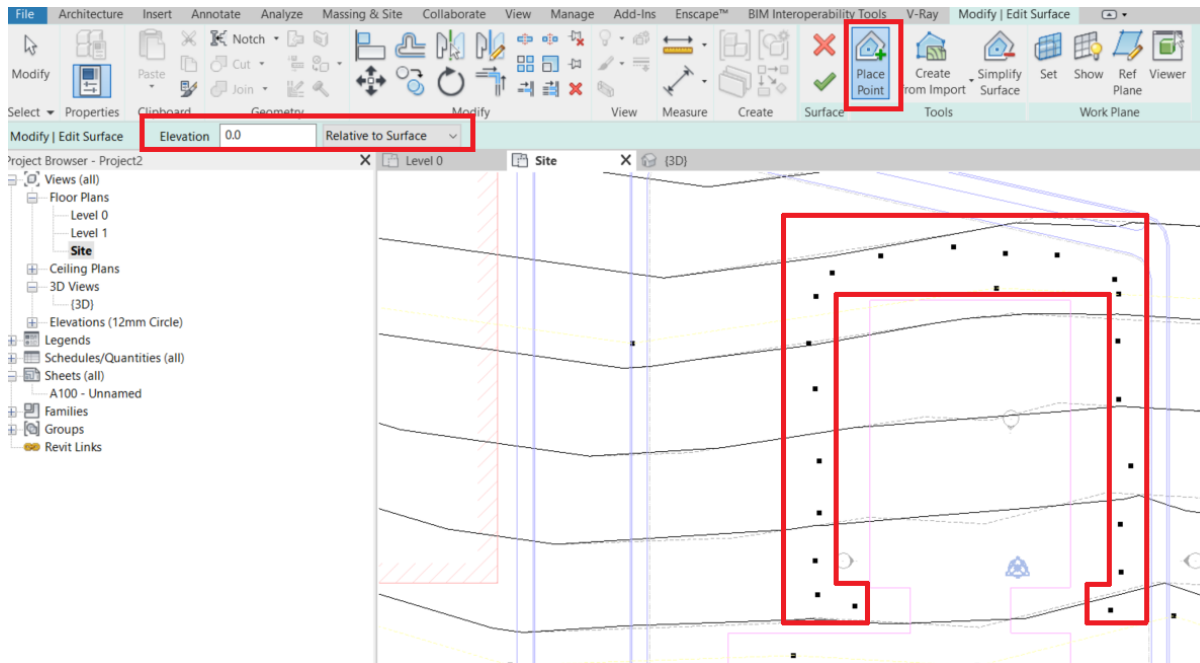 File Architecture Insert Annotate Analyze Massing & Site Collaborate View Manage Add-Ins Enscape™ BIM Interoperability Tools V-Ray Modify | Edit Surface
Notch
Modify Paste Cut Place Create Simplify Set Show Ref Viewer
Join Point rom Import Surface Plane
Select Properties Clipboard Geometry Modify View Measure Create Surface Tools Work Plane
Modify | Edit Surface Elevation 0.0 Relative to Surface
Project Browser - Project2 Level 0 Site {3D}
Views (all)
Floor Plans
Level 0
Level 1
Site
Ceiling Plans
3D Views
{3D}
Elevations (12mm Circle)
Legends
Schedules/Quantities (all)
Sheets (all)
A100 - Unnamed
Families
Groups
Revit Links